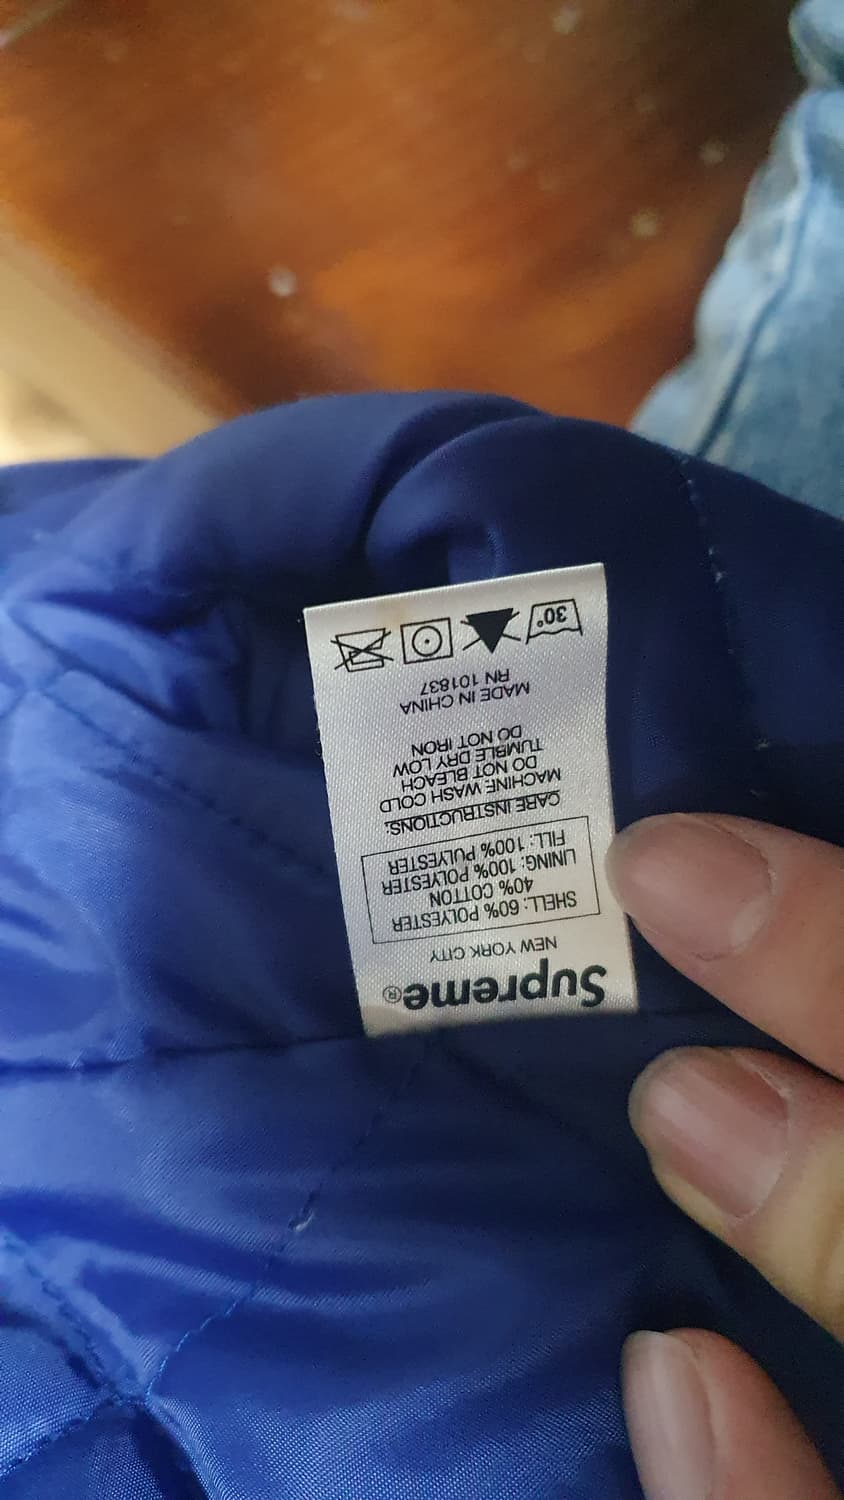 Supreme®
NEW YORK CITY
SHELL: 60% POLYESTER
40% COTTON
LINING: 100% POLYESTER
FILL: 100% POLYESTER
CARE INSTRUCTIONS:
MACHINE WASH COLD
DO NOT BLEACH
TUMBLE DRY LOW
DO NOT IRON
MADE IN CHINA
RN 101837
30°